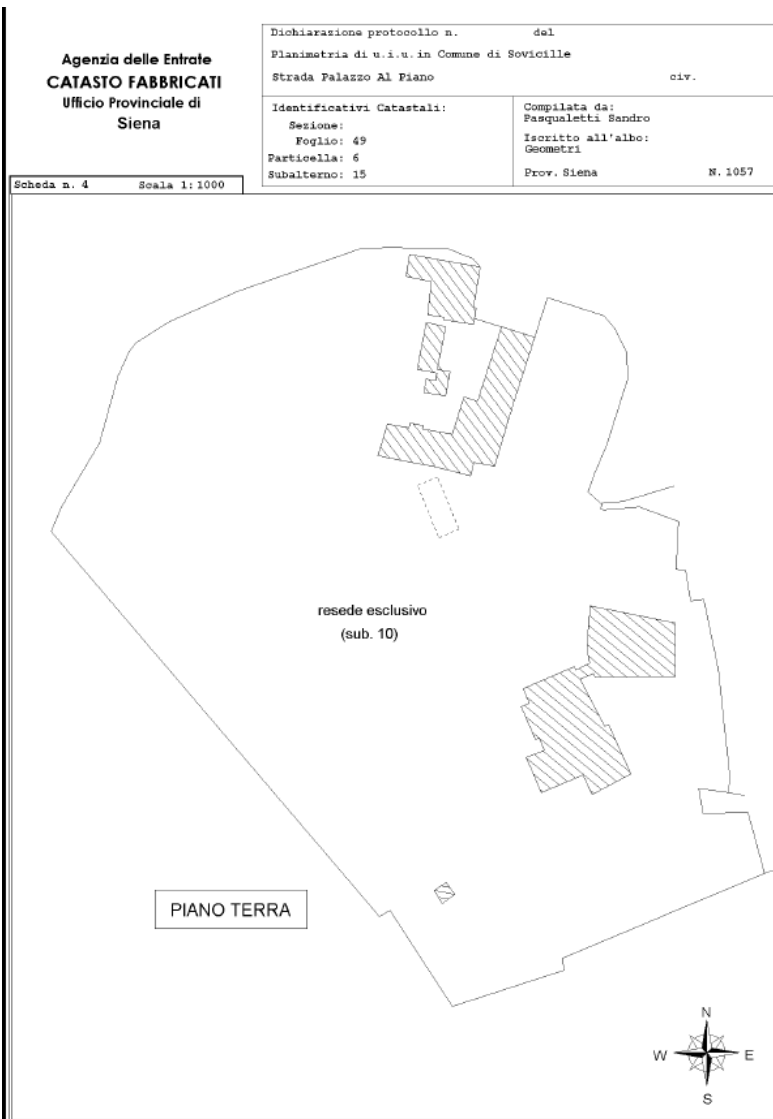 Agenzia delle Entrate
CATASTO FABBRICATI
Ufficio Provinciale di
Siena
Dichiarazione protocollo n. del
Planimetria di u.i.u. in Comune di Sovicille
Strada Palazzo Al Piano civ.
Identificativi Catastali:
Sezione:
Foglio: 49
Particella: 6
Subalterno: 15
Compilata da:
Pasqualetti Sandro
Iscritto all'albo:
Geometri
Prov. Siena N. 1057
Scheda n. 4 Scala 1:1000
resede esclusivo
(sub. 10)
PIANO TERRA
N
W E
S